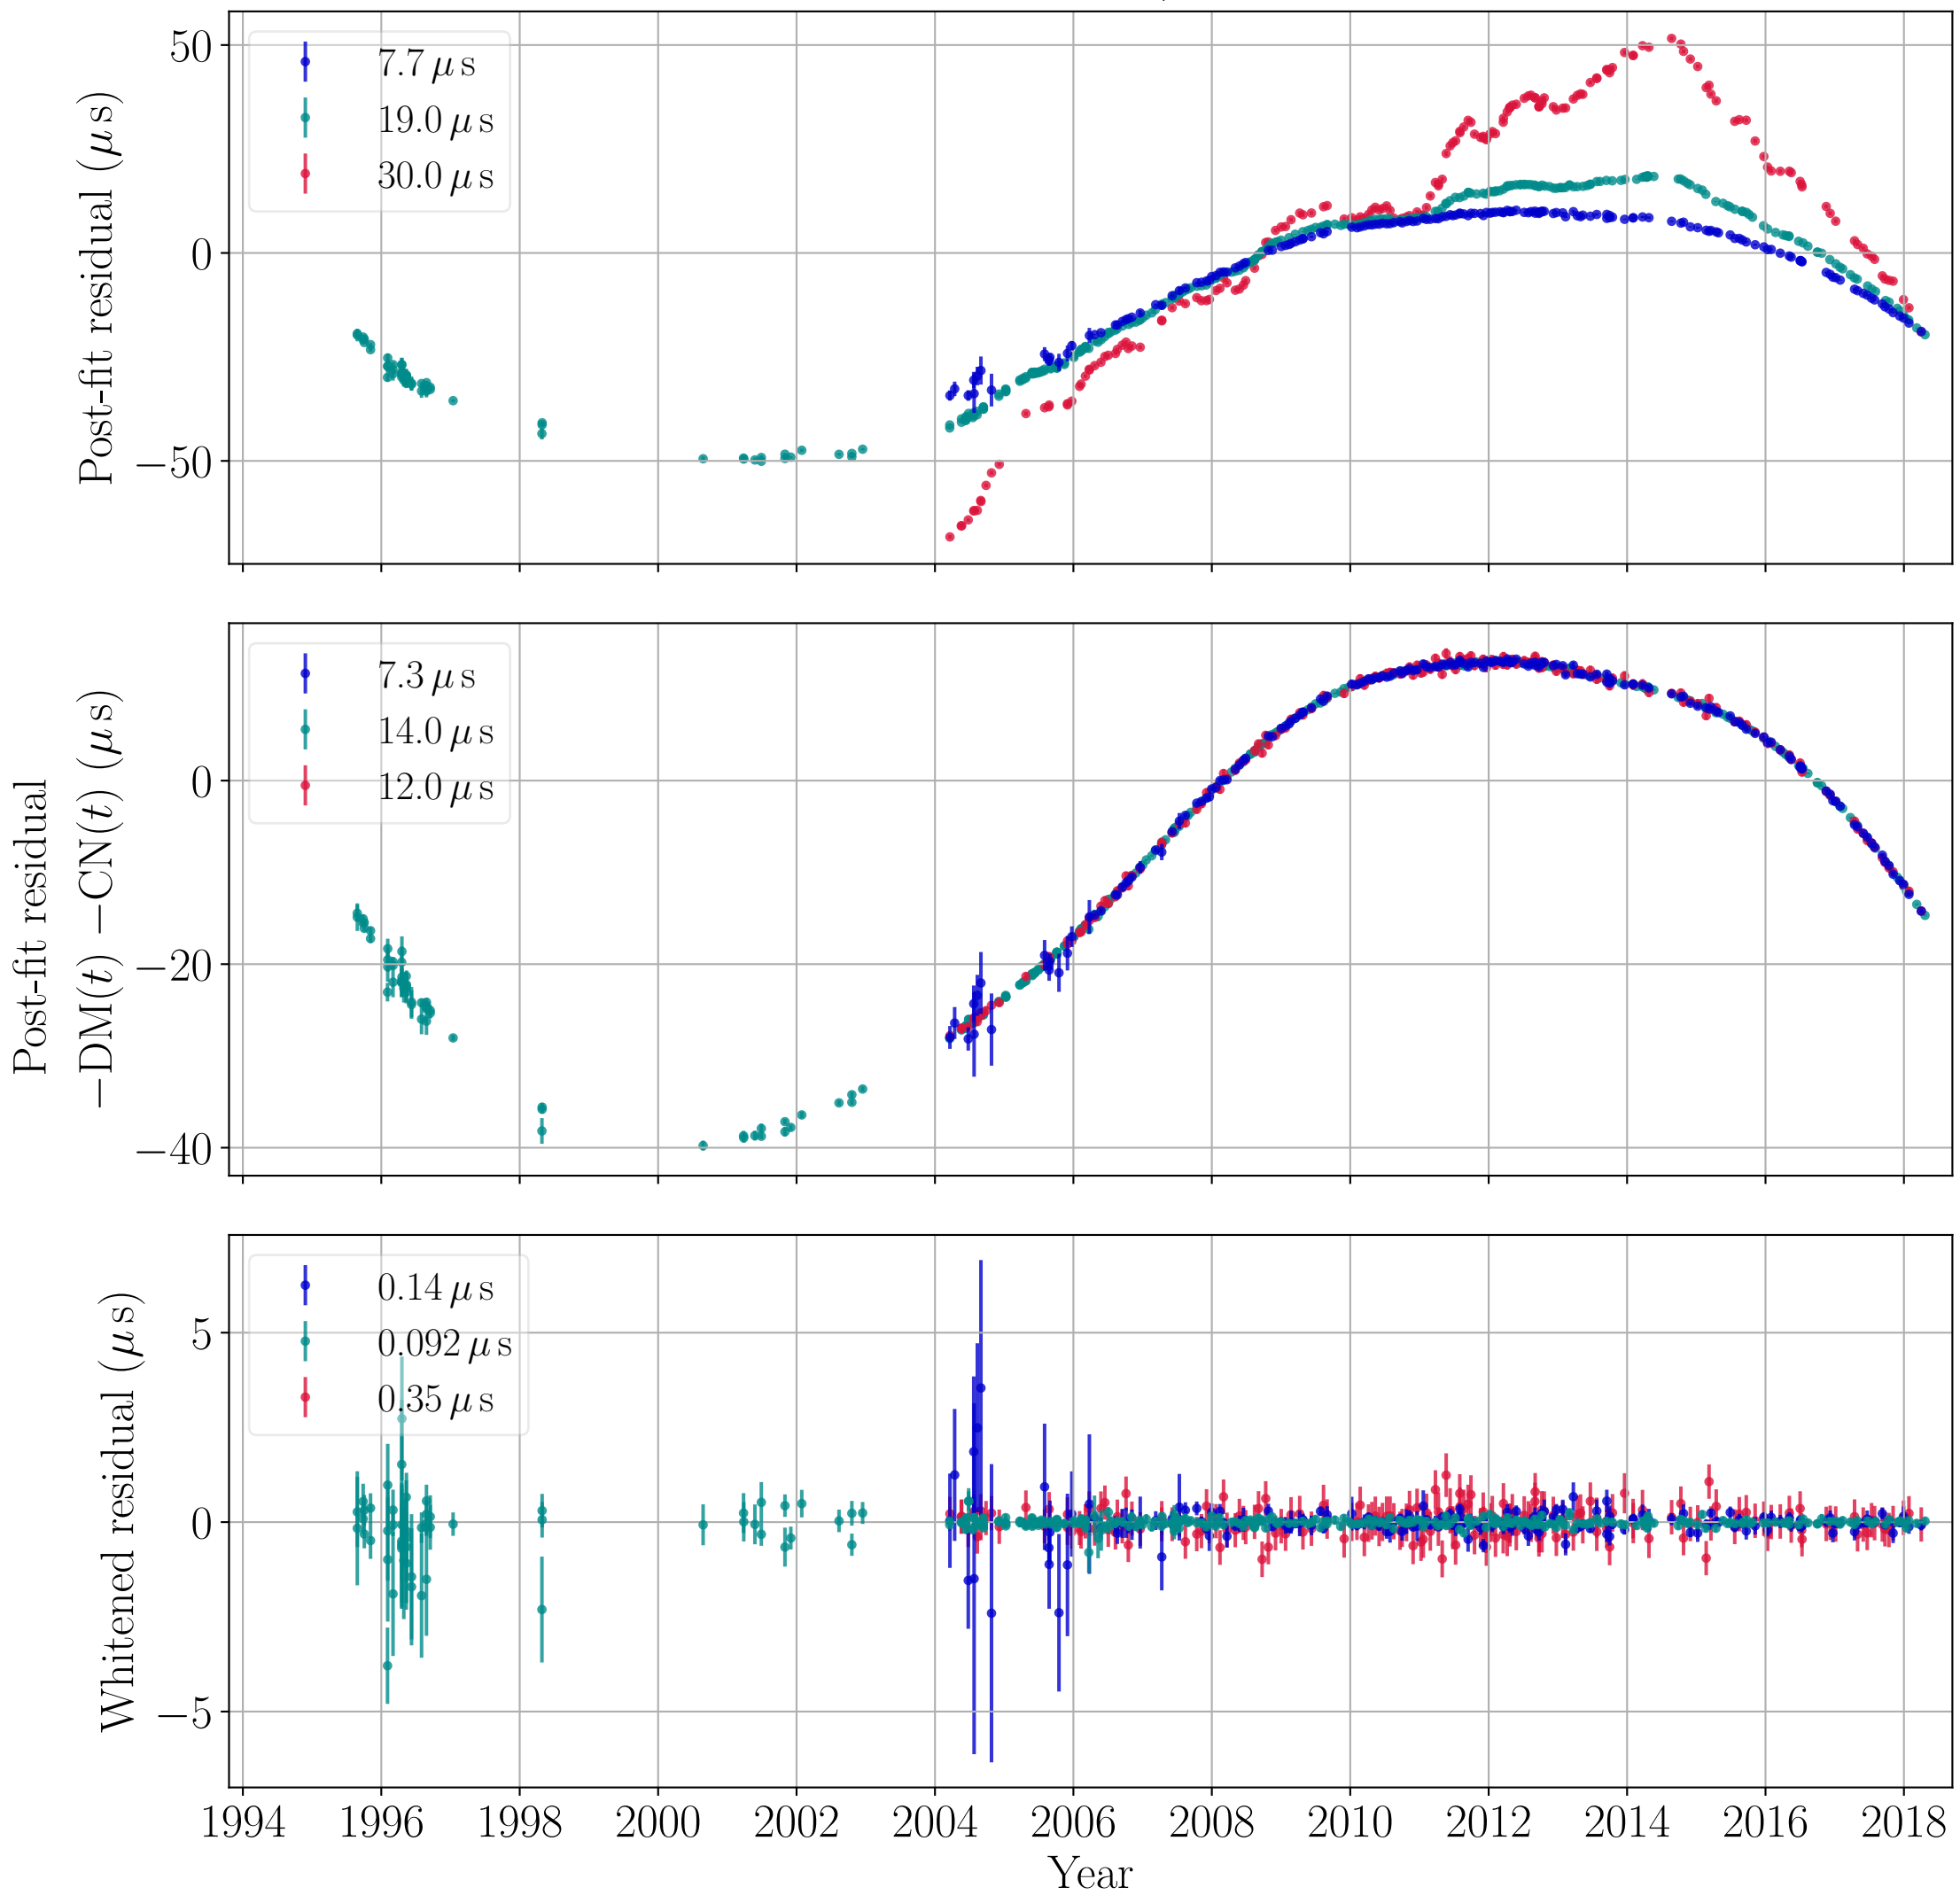 Post-fit residual (μs)
50
0
−50
7.7 μs
19.0 μs
30.0 μs
Post-fit residual
−DM(t) −CN(t) (μs)
0
−20
−40
7.3 μs
14.0 μs
12.0 μs
Whitened residual (μs)
5
0
−5
0.14 μs
0.092 μs
0.35 μs
1994 1996 1998 2000 2002 2004 2006 2008 2010 2012 2014 2016 2018
Year